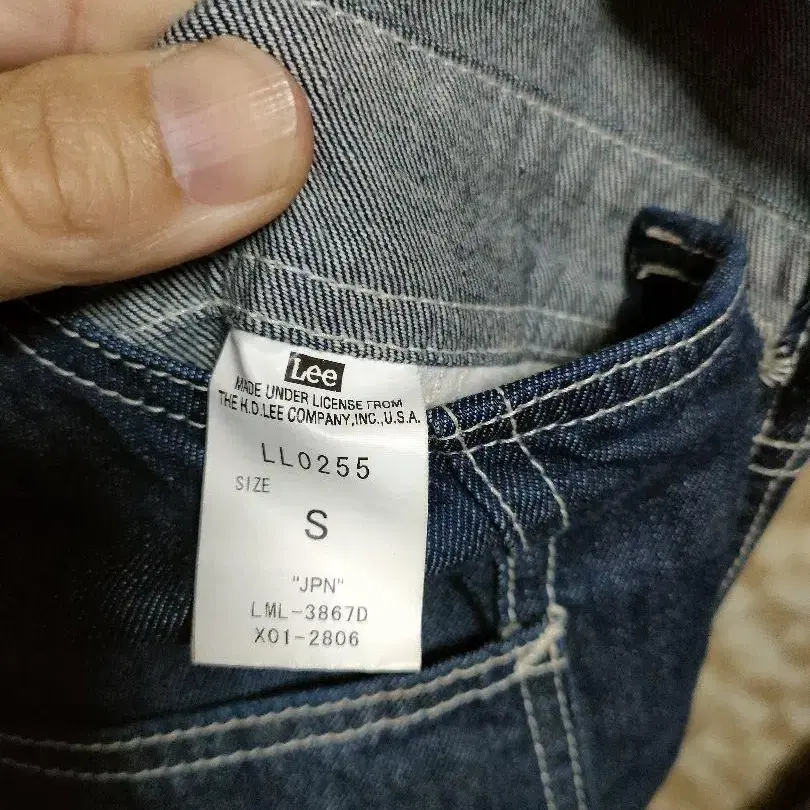 Lee
MADE UNDER LICENSE FROM
THE H.D.LEE COMPANY,INC.,U.S.A.
LL0255
SIZE
S
"JPN"
LML-3867D
X01-2806